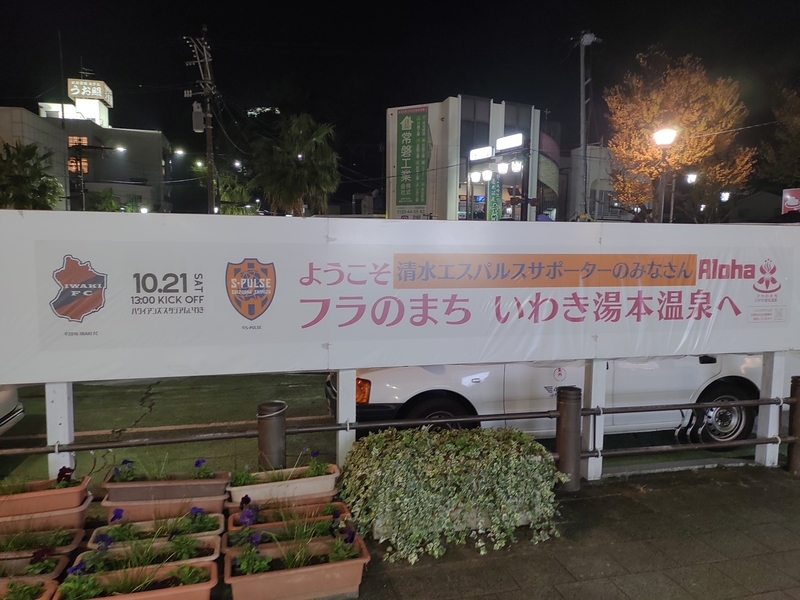 うお昭
常磐工業
IWAKI
FC
10.21 SAT
13:00 KICK OFF
ハワイアンズスタジアムいわき
S-PULSE
ようこそ 清水エスパルスサポーターのみなさん Aloha
フラのまち いわき湯本温泉へ